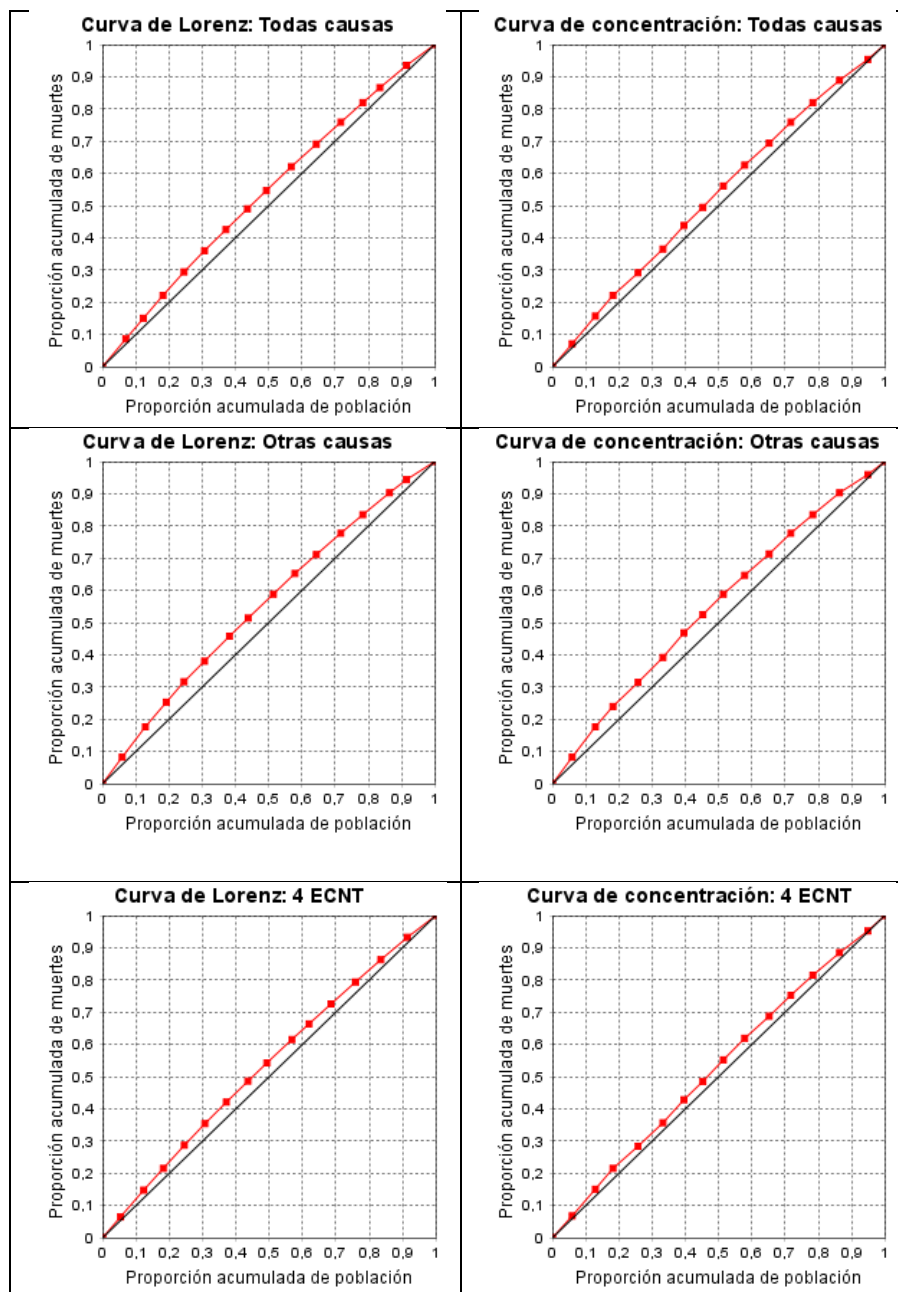 Curva de Lorenz: Todas causas
1
0,9
0,8
0,7
0,6
0,5
0,4
0,3
0,2
0,1
0
Proporción acumulada de muertes
0 0,1 0,2 0,3 0,4 0,5 0,6 0,7 0,8 0,9 1
Proporción acumulada de población
Curva de concentración: Todas causas
1
0,9
0,8
0,7
0,6
0,5
0,4
0,3
0,2
0,1
0
Proporción acumulada de muertes
0 0,1 0,2 0,3 0,4 0,5 0,6 0,7 0,8 0,9 1
Proporción acumulada de población
Curva de Lorenz: Otras causas
1
0,9
0,8
0,7
0,6
0,5
0,4
0,3
0,2
0,1
0
Proporción acumulada de muertes
0 0,1 0,2 0,3 0,4 0,5 0,6 0,7 0,8 0,9 1
Proporción acumulada de población
Curva de concentración: Otras causas
1
0,9
0,8
0,7
0,6
0,5
0,4
0,3
0,2
0,1
0
Proporción acumulada de muertes
0 0,1 0,2 0,3 0,4 0,5 0,6 0,7 0,8 0,9 1
Proporción acumulada de población
Curva de Lorenz: 4 ECNT
1
0,9
0,8
0,7
0,6
0,5
0,4
0,3
0,2
0,1
0
Proporción acumulada de muertes
0 0,1 0,2 0,3 0,4 0,5 0,6 0,7 0,8 0,9 1
Proporción acumulada de población
Curva de concentración: 4 ECNT
1
0,9
0,8
0,7
0,6
0,5
0,4
0,3
0,2
0,1
0
Proporción acumulada de muertes
0 0,1 0,2 0,3 0,4 0,5 0,6 0,7 0,8 0,9 1
Proporción acumulada de población